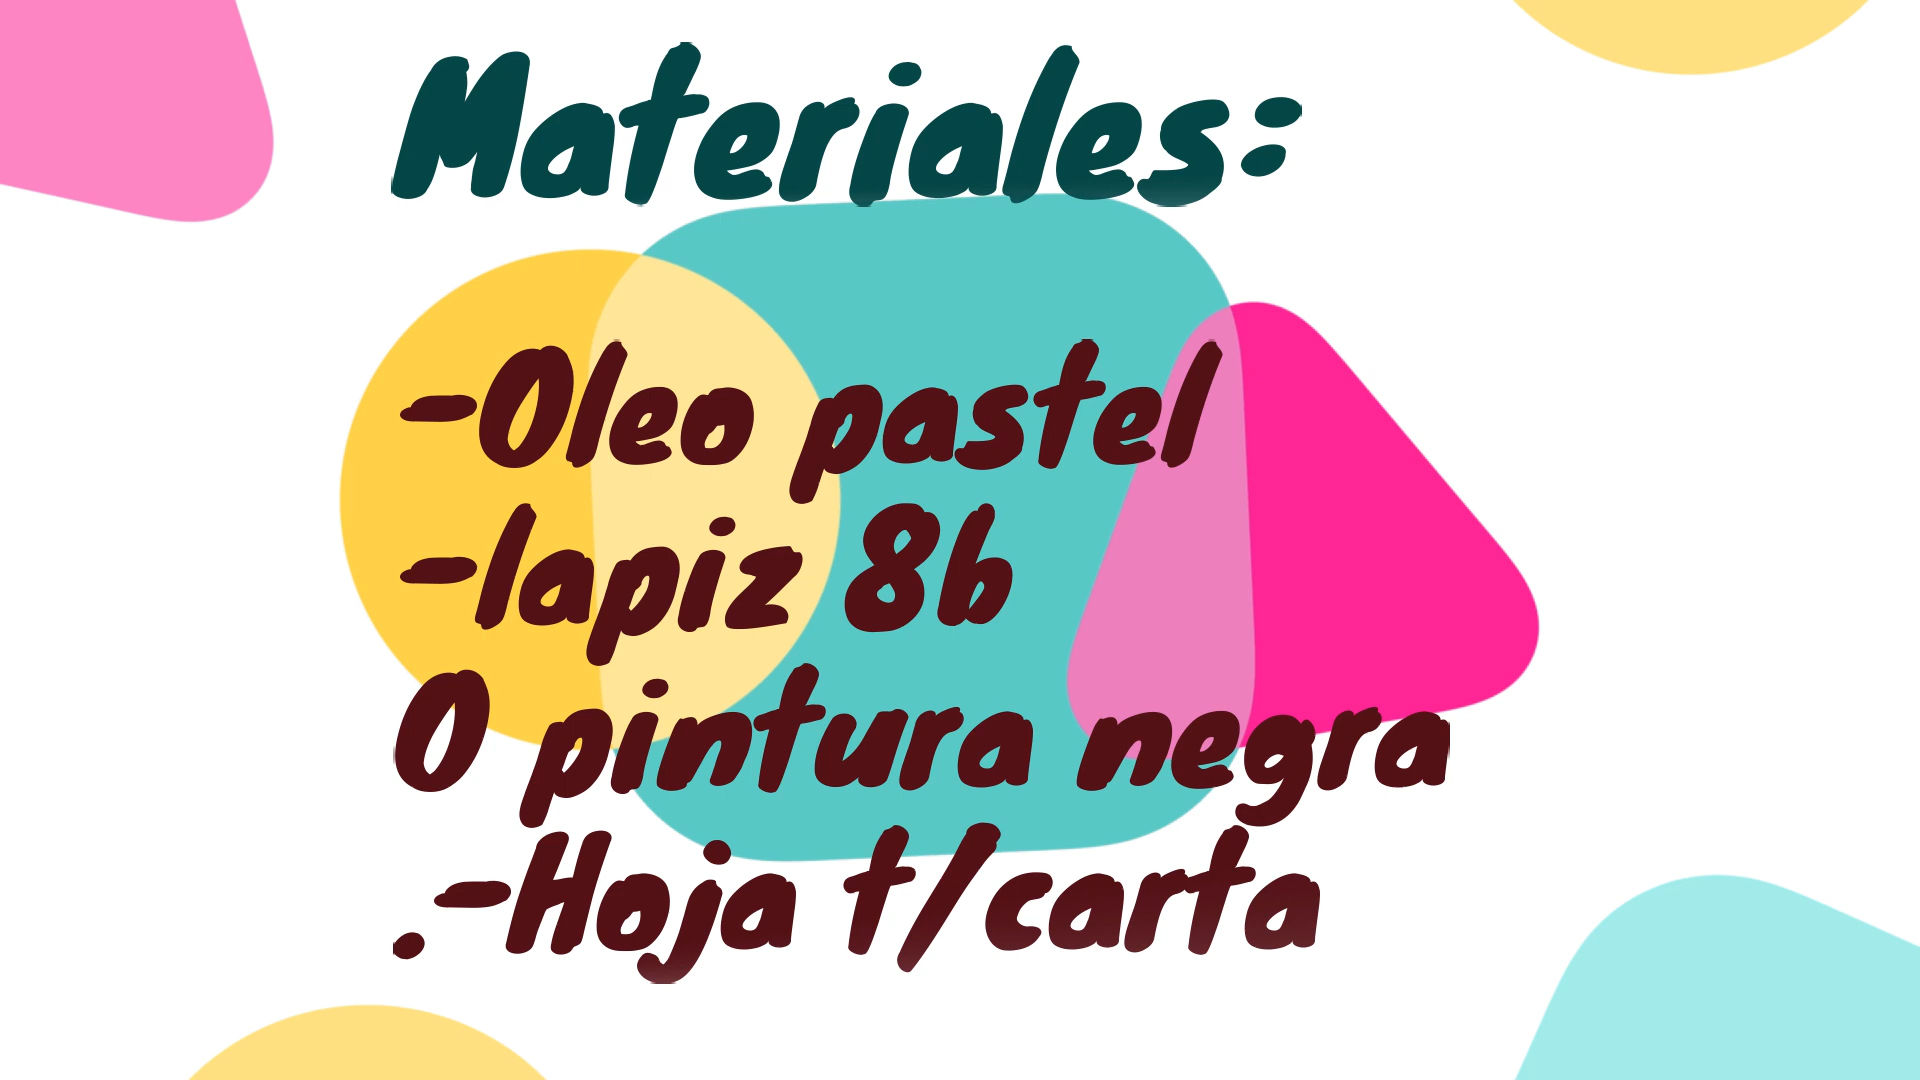 Materiales:
-Oleo pastel
-lapiz 8b
O pintura negra
.-Hoja t/carta